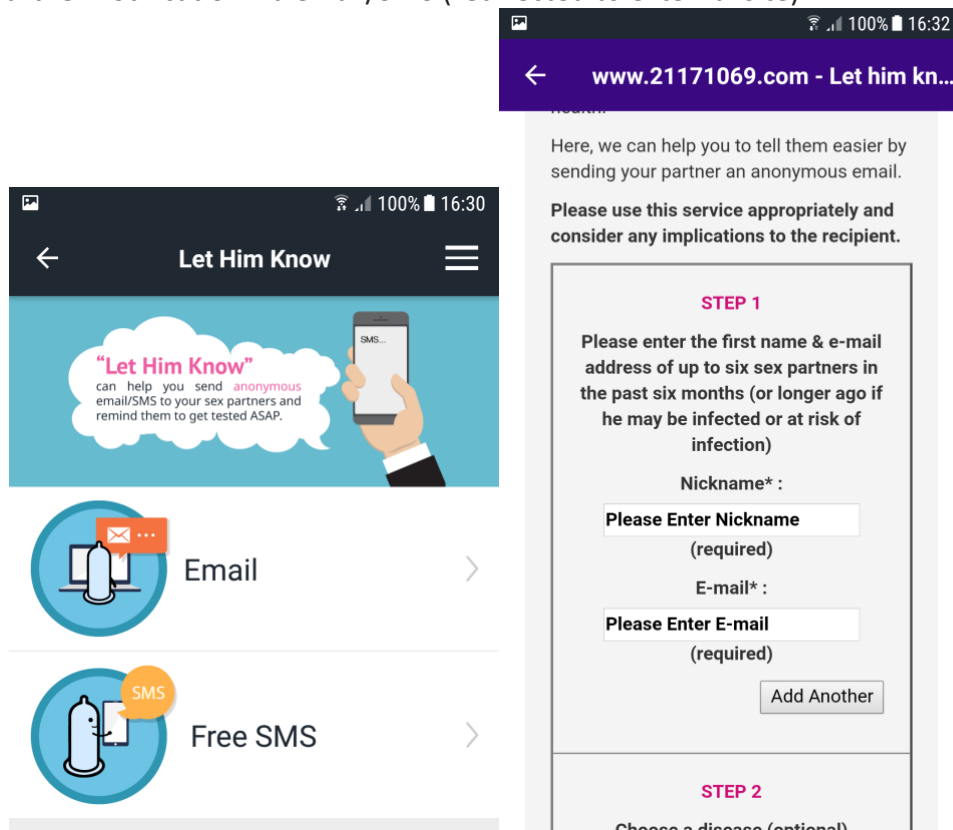 100% 16:30
Let Him Know
"Let Him Know"
can help you send anonymous
email/SMS to your sex partners and
remind them to get tested ASAP.
SMS...
Email
SMS
Free SMS
100% 16:32
www.21171069.com - Let him kn...
Here, we can help you to tell them easier by
sending your partner an anonymous email.
Please use this service appropriately and
consider any implications to the recipient.
STEP 1
Please enter the first name & e-mail
address of up to six sex partners in
the past six months (or longer ago if
he may be infected or at risk of
infection)
Nickname* :
Please Enter Nickname
(required)
E-mail* :
Please Enter E-mail
(required)
Add Another
STEP 2
Choose a disease (optional)